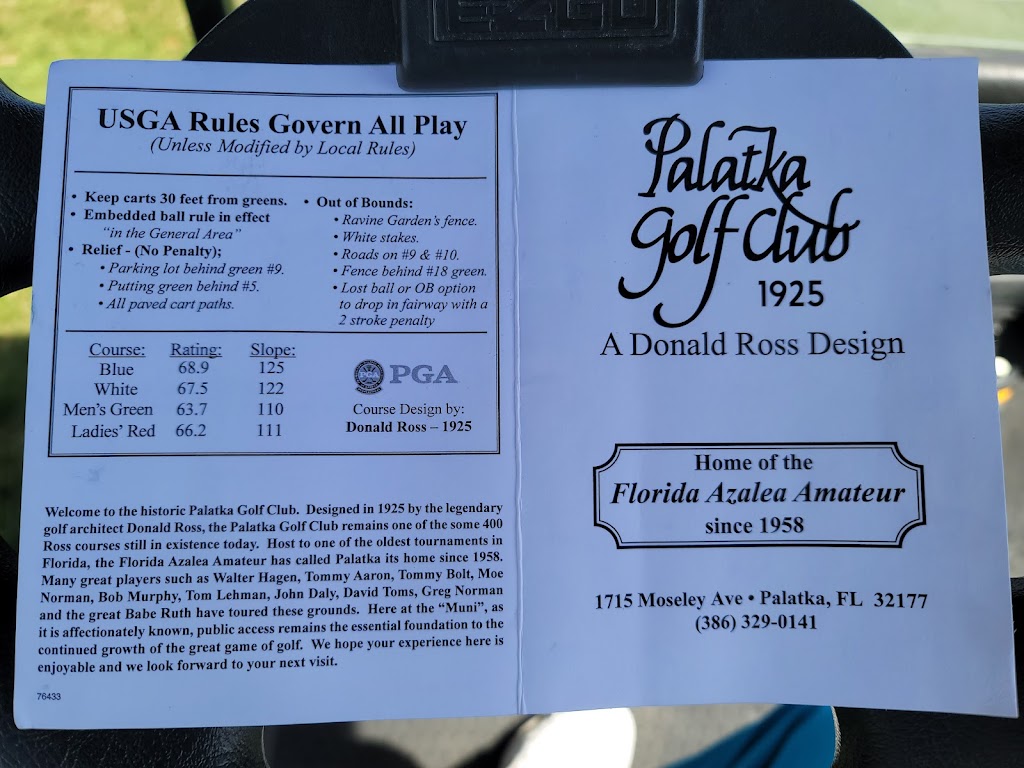 E-Z-GO
USGA Rules Govern All Play
(Unless Modified by Local Rules)
• Keep carts 30 feet from greens.
• Embedded ball rule in effect
"in the General Area"
• Relief - (No Penalty);
• Parking lot behind green #9.
• Putting green behind #5.
• All paved cart paths.
• Out of Bounds:
• Ravine Garden's fence.
• White stakes.
• Roads on #9 & #10.
• Fence behind #18 green.
• Lost ball or OB option
to drop in fairway with a
2 stroke penalty
Course: Rating: Slope:
Blue 68.9 125
White 67.5 122
Men's Green 63.7 110
Ladies' Red 66.2 111
PGA
Course Design by:
Donald Ross – 1925
Welcome to the historic Palatka Golf Club. Designed in 1925 by the legendary
golf architect Donald Ross, the Palatka Golf Club remains one of the some 400
Ross courses still in existence today. Host to one of the oldest tournaments in
Florida, the Florida Azalea Amateur has called Palatka its home since 1958.
Many great players such as Walter Hagen, Tommy Aaron, Tommy Bolt, Moe
Norman, Bob Murphy, Tom Lehman, John Daly, David Toms, Greg Norman
and the great Babe Ruth have toured these grounds. Here at the "Muni", as
it is affectionately known, public access remains the essential foundation to the
continued growth of the great game of golf. We hope your experience here is
enjoyable and we look forward to your next visit.
76433
Palatka
Golf Club
1925
A Donald Ross Design
Home of the
Florida Azalea Amateur
since 1958
1715 Moseley Ave • Palatka, FL 32177
(386) 329-0141